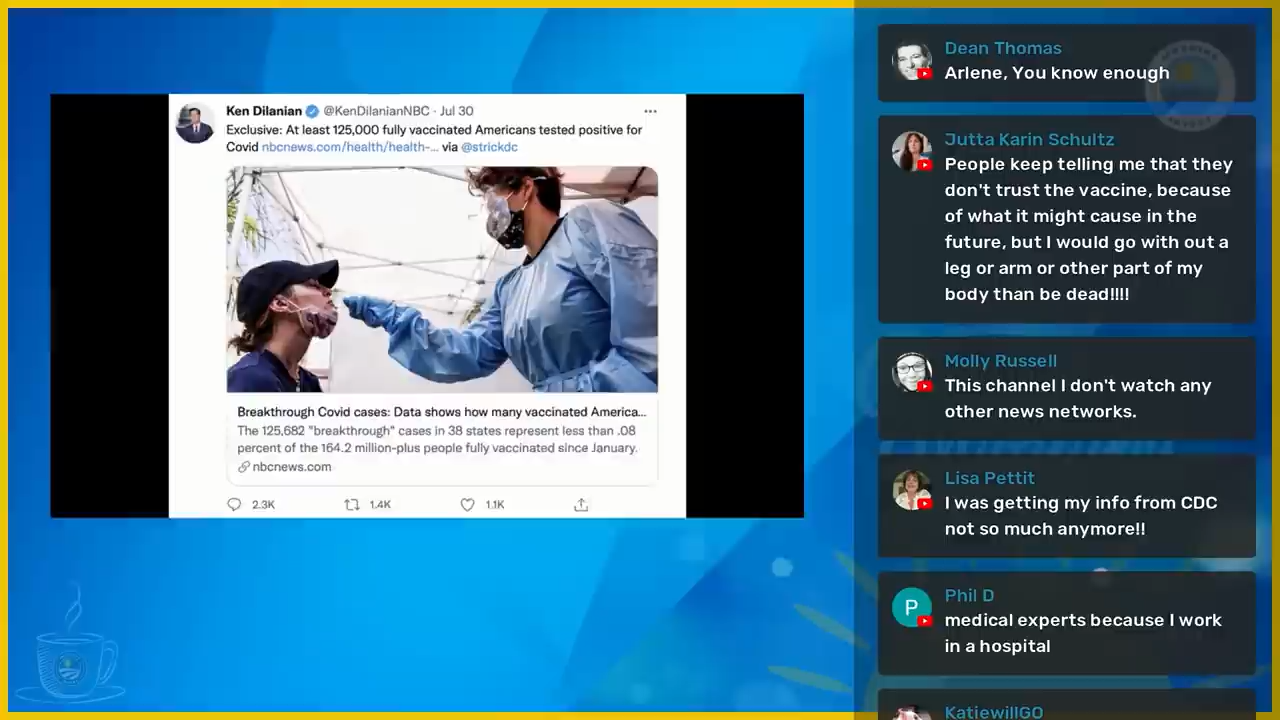 Ken Dilanian @KenDilanianNBC · Jul 30
Exclusive: At least 125,000 fully vaccinated Americans tested positive for
Covid nbcnews.com/health/health-... via @strickdc
Breakthrough Covid cases: Data shows how many vaccinated America...
The 125,682 "breakthrough" cases in 38 states represent less than .08
percent of the 164.2 million-plus people fully vaccinated since January.
nbcnews.com
2.3K 1.4K 1.1K
Dean Thomas
Arlene, You know enough
Jutta Karin Schultz
People keep telling me that they
don't trust the vaccine, because
of what it might cause in the
future, but I would go with out a
leg or arm or other part of my
body than be dead!!!!
Molly Russell
This channel I don't watch any
other news networks.
Lisa Pettit
I was getting my info from CDC
not so much anymore!!
P
Phil D
medical experts because I work
in a hospital
KatiewillGO